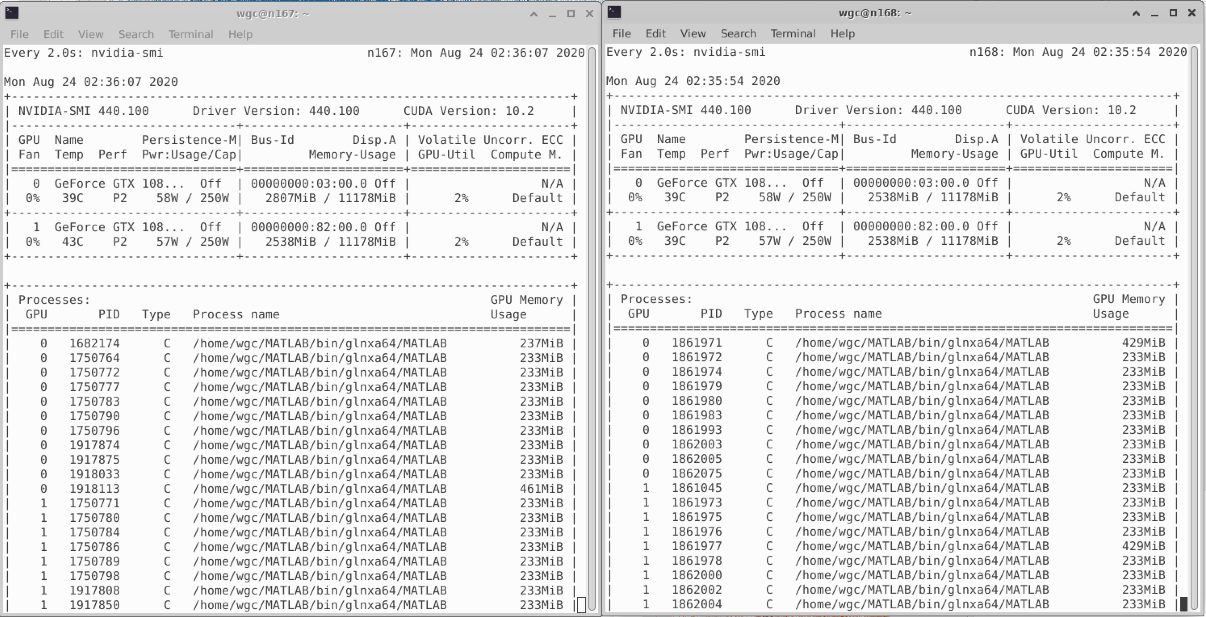 wgc@n167: ~
File Edit View Search Terminal Help
Every 2.0s: nvidia-smi n167: Mon Aug 24 02:36:07 2020
Mon Aug 24 02:36:07 2020
+-----------------------------------------------------------------------------+
| NVIDIA-SMI 440.100 Driver Version: 440.100 CUDA Version: 10.2 |
|-------------------------------+----------------------+----------------------+
| GPU Name Persistence-M| Bus-Id Disp.A | Volatile Uncorr. ECC |
| Fan Temp Perf Pwr:Usage/Cap| Memory-Usage | GPU-Util Compute M. |
|===============================+======================+======================|
| 0 GeForce GTX 108... Off | 00000000:03:00.0 Off | N/A |
| 0% 39C P2 58W / 250W | 2807MiB / 11178MiB | 2% Default |
+-------------------------------+----------------------+----------------------+
| 1 GeForce GTX 108... Off | 00000000:82:00.0 Off | N/A |
| 0% 43C P2 57W / 250W | 2538MiB / 11178MiB | 2% Default |
+-------------------------------+----------------------+----------------------+
+-----------------------------------------------------------------------------+
| Processes: GPU Memory |
| GPU PID Type Process name Usage |
|=============================================================================|
| 0 1682174 C /home/wgc/MATLAB/bin/glnxa64/MATLAB 237MiB |
| 0 1750764 C /home/wgc/MATLAB/bin/glnxa64/MATLAB 233MiB |
| 0 1750772 C /home/wgc/MATLAB/bin/glnxa64/MATLAB 233MiB |
| 0 1750777 C /home/wgc/MATLAB/bin/glnxa64/MATLAB 233MiB |
| 0 1750783 C /home/wgc/MATLAB/bin/glnxa64/MATLAB 233MiB |
| 0 1750790 C /home/wgc/MATLAB/bin/glnxa64/MATLAB 233MiB |
| 0 1750796 C /home/wgc/MATLAB/bin/glnxa64/MATLAB 233MiB |
| 0 1917874 C /home/wgc/MATLAB/bin/glnxa64/MATLAB 233MiB |
| 0 1917875 C /home/wgc/MATLAB/bin/glnxa64/MATLAB 233MiB |
| 0 1918033 C /home/wgc/MATLAB/bin/glnxa64/MATLAB 233MiB |
| 0 1918113 C /home/wgc/MATLAB/bin/glnxa64/MATLAB 461MiB |
| 1 1750771 C /home/wgc/MATLAB/bin/glnxa64/MATLAB 233MiB |
| 1 1750780 C /home/wgc/MATLAB/bin/glnxa64/MATLAB 233MiB |
| 1 1750784 C /home/wgc/MATLAB/bin/glnxa64/MATLAB 233MiB |
| 1 1750786 C /home/wgc/MATLAB/bin/glnxa64/MATLAB 233MiB |
| 1 1750789 C /home/wgc/MATLAB/bin/glnxa64/MATLAB 233MiB |
| 1 1750798 C /home/wgc/MATLAB/bin/glnxa64/MATLAB 233MiB |
| 1 1917808 C /home/wgc/MATLAB/bin/glnxa64/MATLAB 233MiB |
| 1 1917850 C /home/wgc/MATLAB/bin/glnxa64/MATLAB 233MiB |
wgc@n168: ~
File Edit View Search Terminal Help
Every 2.0s: nvidia-smi n168: Mon Aug 24 02:35:54 2020
Mon Aug 24 02:35:54 2020
+-----------------------------------------------------------------------------+
| NVIDIA-SMI 440.100 Driver Version: 440.100 CUDA Version: 10.2 |
|-------------------------------+----------------------+----------------------+
| GPU Name Persistence-M| Bus-Id Disp.A | Volatile Uncorr. ECC |
| Fan Temp Perf Pwr:Usage/Cap| Memory-Usage | GPU-Util Compute M. |
|===============================+======================+======================|
| 0 GeForce GTX 108... Off | 00000000:03:00.0 Off | N/A |
| 0% 39C P2 58W / 250W | 2538MiB / 11178MiB | 2% Default |
+-------------------------------+----------------------+----------------------+
| 1 GeForce GTX 108... Off | 00000000:82:00.0 Off | N/A |
| 0% 39C P2 57W / 250W | 2538MiB / 11178MiB | 2% Default |
+-------------------------------+----------------------+----------------------+
+-----------------------------------------------------------------------------+
| Processes: GPU Memory |
| GPU PID Type Process name Usage |
|=============================================================================|
| 0 1861971 C /home/wgc/MATLAB/bin/glnxa64/MATLAB 429MiB |
| 0 1861972 C /home/wgc/MATLAB/bin/glnxa64/MATLAB 233MiB |
| 0 1861974 C /home/wgc/MATLAB/bin/glnxa64/MATLAB 233MiB |
| 0 1861979 C /home/wgc/MATLAB/bin/glnxa64/MATLAB 233MiB |
| 0 1861980 C /home/wgc/MATLAB/bin/glnxa64/MATLAB 233MiB |
| 0 1861983 C /home/wgc/MATLAB/bin/glnxa64/MATLAB 233MiB |
| 0 1861993 C /home/wgc/MATLAB/bin/glnxa64/MATLAB 233MiB |
| 0 1862003 C /home/wgc/MATLAB/bin/glnxa64/MATLAB 233MiB |
| 0 1862005 C /home/wgc/MATLAB/bin/glnxa64/MATLAB 233MiB |
| 0 1862075 C /home/wgc/MATLAB/bin/glnxa64/MATLAB 233MiB |
| 1 1861045 C /home/wgc/MATLAB/bin/glnxa64/MATLAB 233MiB |
| 1 1861973 C /home/wgc/MATLAB/bin/glnxa64/MATLAB 233MiB |
| 1 1861975 C /home/wgc/MATLAB/bin/glnxa64/MATLAB 233MiB |
| 1 1861976 C /home/wgc/MATLAB/bin/glnxa64/MATLAB 233MiB |
| 1 1861977 C /home/wgc/MATLAB/bin/glnxa64/MATLAB 429MiB |
| 1 1861978 C /home/wgc/MATLAB/bin/glnxa64/MATLAB 233MiB |
| 1 1862000 C /home/wgc/MATLAB/bin/glnxa64/MATLAB 233MiB |
| 1 1862002 C /home/wgc/MATLAB/bin/glnxa64/MATLAB 233MiB |
| 1 1862004 C /home/wgc/MATLAB/bin/glnxa64/MATLAB 233MiB |